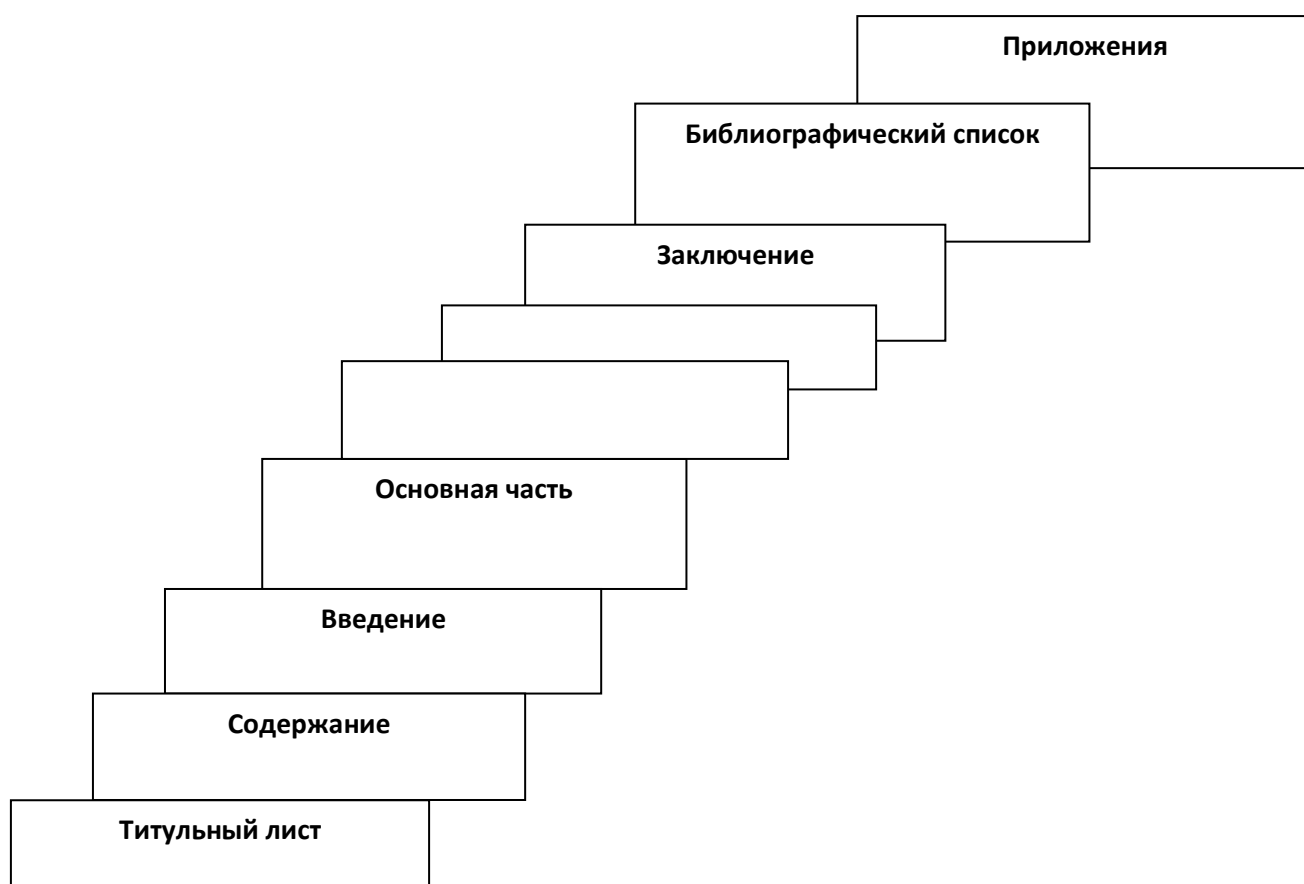 Приложения
Библиографический список
Заключение
Основная часть
Введение
Содержание
Титульный лист